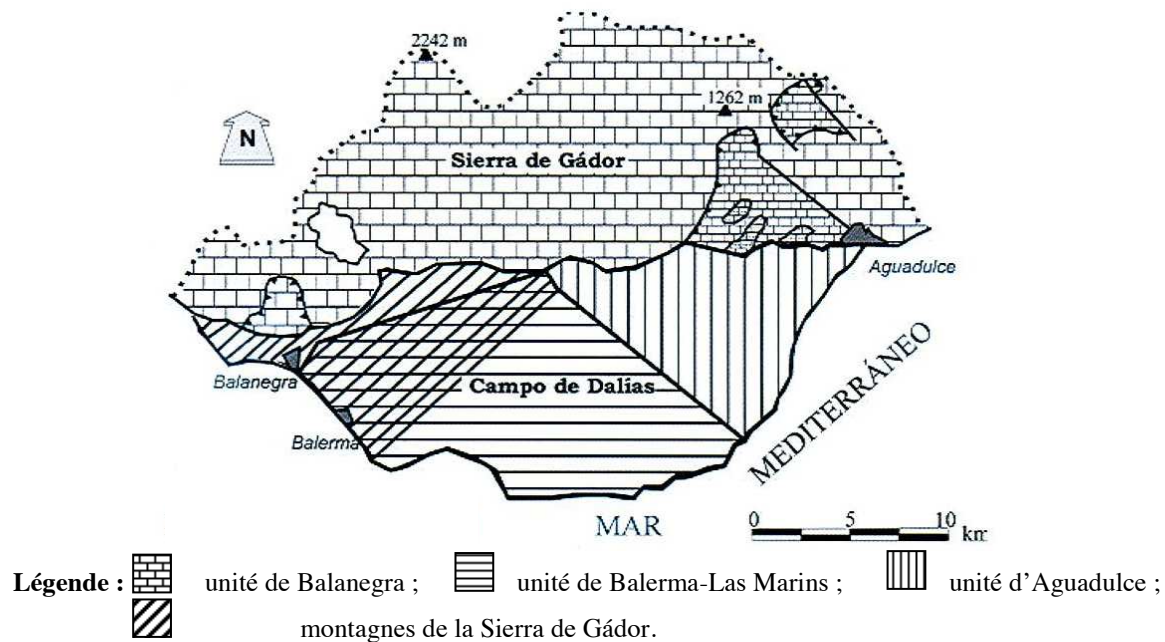 2242 m
1262 m
N
Sierra de Gádor
Aguadulce
Balanegra
Campo de Dalías
Balerma
MEDITERRÁNEO
MAR
0 5 10
km
Légende : unité de Balanegra ; unité de Balerma-Las Marins ; unité d’Aguadulce ;
montagnes de la Sierra de Gádor.